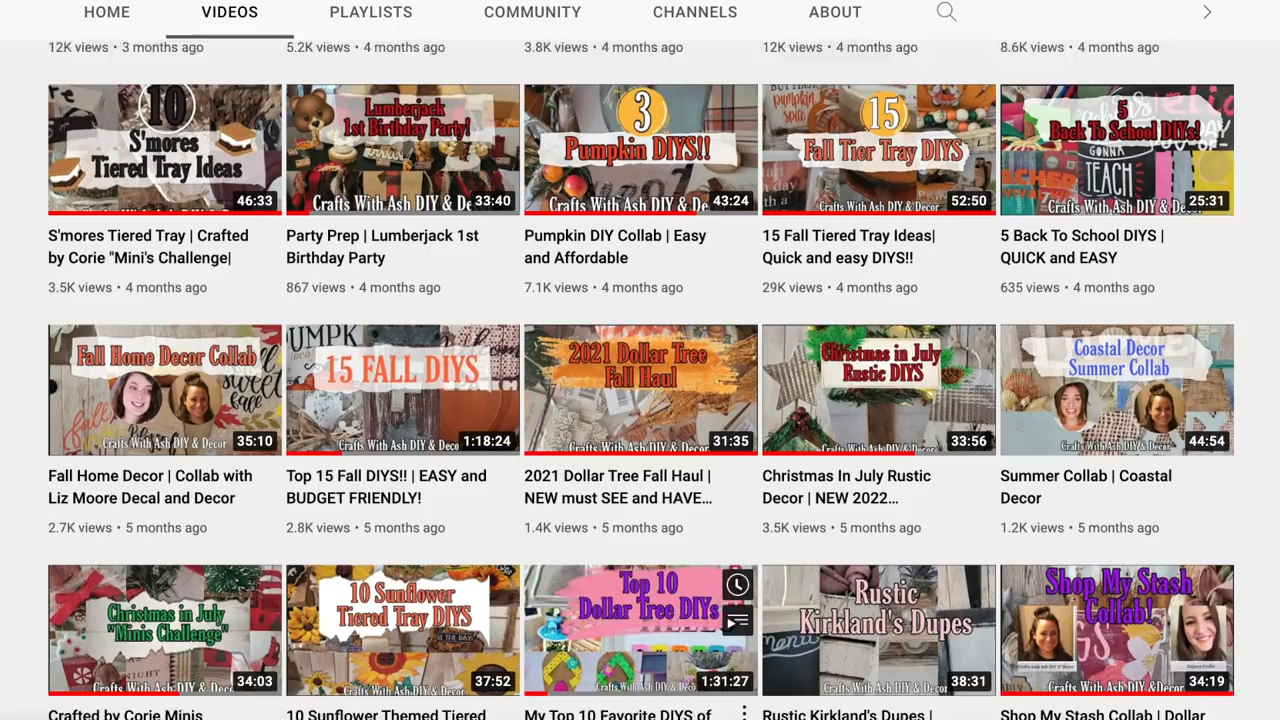 HOME VIDEOS PLAYLISTS COMMUNITY CHANNELS ABOUT
12K views • 3 months ago
5.2K views • 4 months ago
3.8K views • 4 months ago
12K views • 4 months ago
8.6K views • 4 months ago
10
S'mores
Tiered Tray Ideas
46:33
Lumberjack
1st Birthday Party!
Crafts With Ash DIY & De
33:40
3
Pumpkin DIYS!!
Crafts With Ash DIY & Decor
43:24
pumpkin
spice
15
Fall Tier Tray DIYS
Crafts With Ash DIY & Decor
52:50
5
Back To School DIYs!
GONNA
TEACH
Crafts With Ash DIY & De
25:31
S'mores Tiered Tray | Crafted
by Corie "Mini's Challenge|
3.5K views • 4 months ago
Party Prep | Lumberjack 1st
Birthday Party
867 views • 4 months ago
Pumpkin DIY Collab | Easy
and Affordable
7.1K views • 4 months ago
15 Fall Tiered Tray Ideas|
Quick and easy DIYS!!
29K views • 4 months ago
5 Back To School DIYS |
QUICK and EASY
635 views • 4 months ago
Fall Home Decor Collab
sweet
fall
Crafts With Ash DIY & Decor
35:10
PUMPK
15 FALL DIYS
Crafts With Ash DIY & Deco
1:18:24
2021 Dollar Tree
Fall Haul
Crafts With Ash DIY & Decor
31:35
Christmas in July
Rustic DIYS
Crafts With Ash DIY & Decor
33:56
Coastal Decor
Summer Collab
Crafts With Ash DIY & Decor
44:54
Fall Home Decor | Collab with
Liz Moore Decal and Decor
2.7K views • 5 months ago
Top 15 Fall DIYS!! | EASY and
BUDGET FRIENDLY!
2.8K views • 5 months ago
2021 Dollar Tree Fall Haul |
NEW must SEE and HAVE...
1.4K views • 5 months ago
Christmas In July Rustic
Decor | NEW 2022...
3.5K views • 5 months ago
Summer Collab | Coastal
Decor
1.2K views • 5 months ago
Christmas in July
"Minis Challenge"
Crafts With Ash DIY & Decor
34:03
10 Sunflower
Tiered Tray DIYS
Crafts With Ash DIY & Decor
37:52
Top 10
Dollar Tree DIYs
Crafts With Ash DIY & Deco
1:31:27
Rustic
Kirkland's Dupes
menu
Crafts With Ash DIY & Decor
38:31
Shop My Stash
Collab!
Crafts With Ash DIY & Decor
34:19
Crafted by Corie Minis
10 Sunflower Themed Tiered
My Top 10 Favorite DIYS of
Rustic Kirkland's Dupes |
Shop My Stash Collab | Dollar